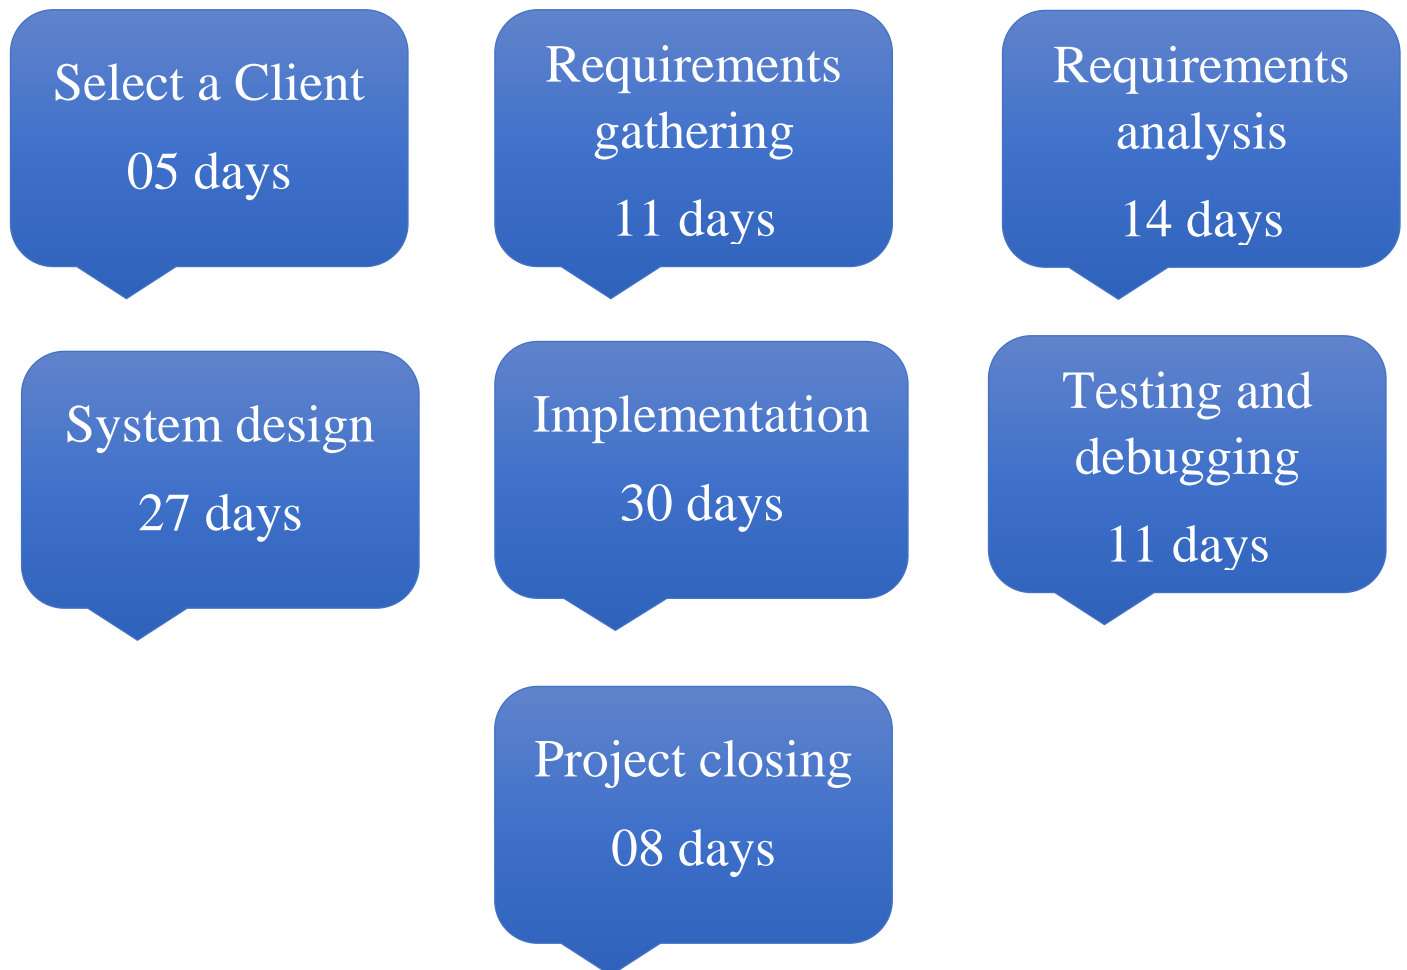 Select a Client
05 days
Requirements
gathering
11 days
Requirements
analysis
14 days
System design
27 days
Implementation
30 days
Testing and
debugging
11 days
Project closing
08 days